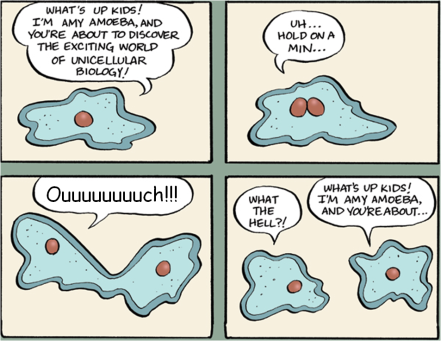 WHAT'S UP KIDS!
I'M AMY AMOEBA, AND
YOU'RE ABOUT TO DISCOVER
THE EXCITING WORLD
OF UNICELLULAR
BIOLOGY!
UH...
HOLD ON A
MIN...
Ouuuuuuuuch!!!
WHAT
THE
HELL?!
WHAT'S UP KIDS!
I'M AMY AMOEBA,
AND YOU'RE ABOUT...